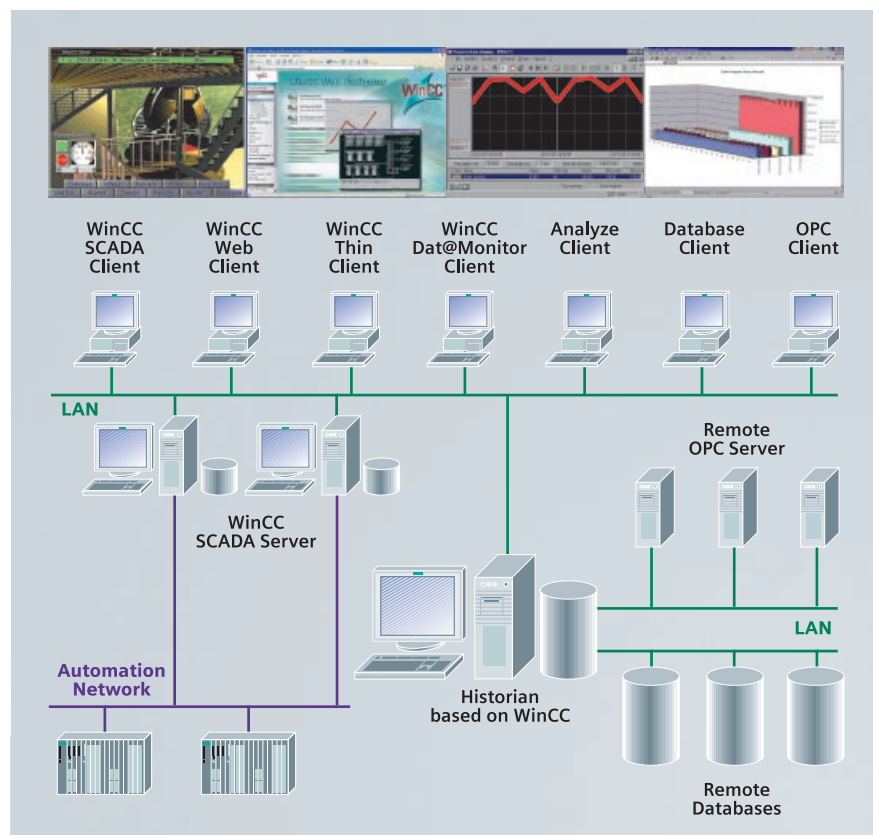 WinCC
WinCC
SCADA
Client
WinCC
Web
Client
WinCC
Thin
Client
WinCC
Dat@Monitor
Client
Analyze
Client
Database
Client
OPC
Client
LAN
Remote
OPC Server
WinCC
SCADA Server
LAN
Automation
Network
Historian
based on WinCC
Remote
Databases